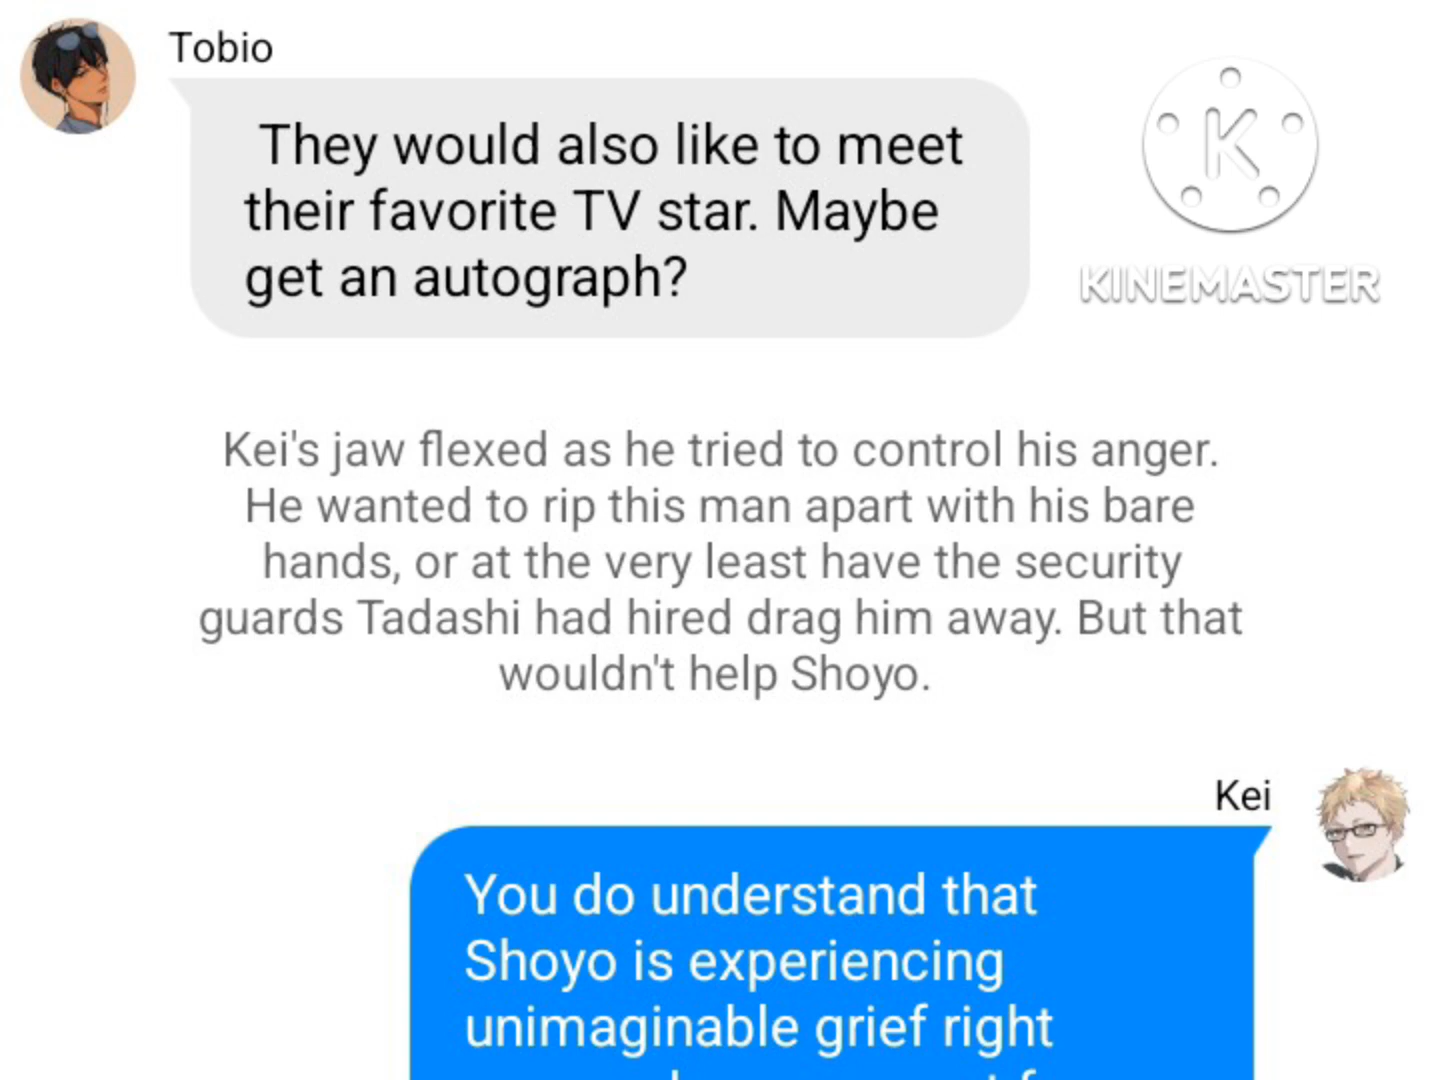 Tobio
They would also like to meet
their favorite TV star. Maybe
get an autograph?
K
KINEMASTER
Kei's jaw flexed as he tried to control his anger.
He wanted to rip this man apart with his bare
hands, or at the very least have the security
guards Tadashi had hired drag him away. But that
wouldn't help Shoyo.
Kei
You do understand that
Shoyo is experiencing
unimaginable grief right